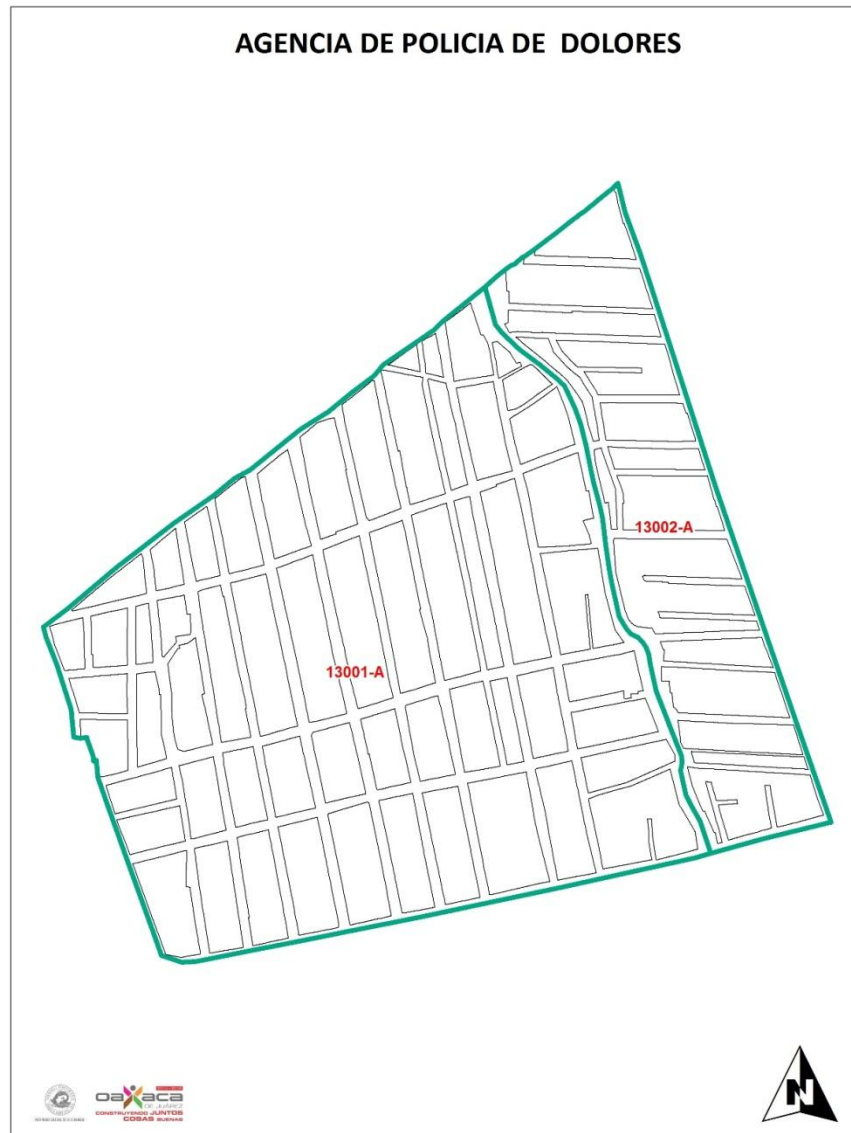 AGENCIA DE POLICIA DE DOLORES
13002-A
13001-A
oaxaca
DE JUÁREZ
CONSTRUYENDO JUNTOS
COSAS BUENAS
N